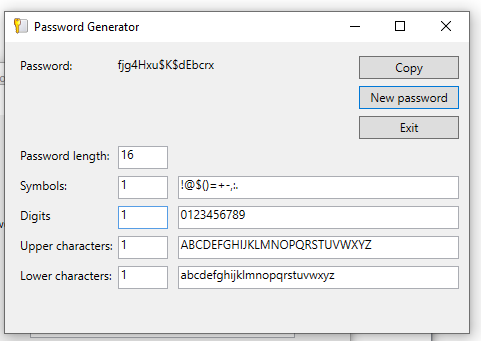 Password Generator
Password: fjg4Hxu$K$dEbcrx
Copy
New password
Exit
Password length: 16
Symbols: 1 !@$()=+-,:.
Digits 1 0123456789
Upper characters: 1 ABCDEFGHIJKLMNOPQRSTUVWXYZ
Lower characters: 1 abcdefghijklmnopqrstuvwxyz